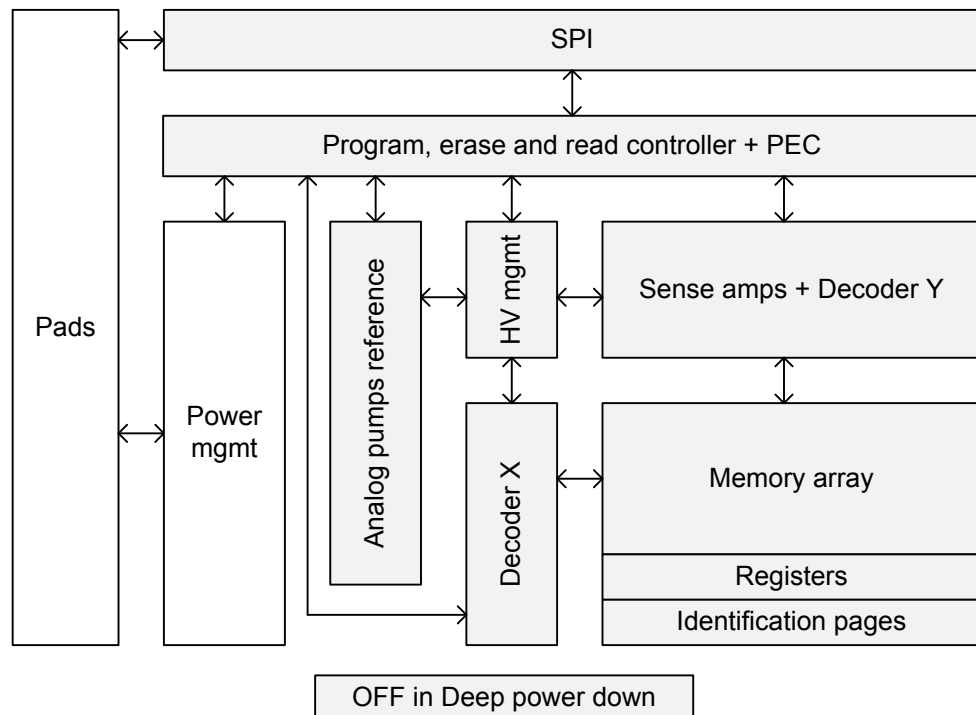 SPI
Program, erase and read controller + PEC
Pads
Power
mgmt
Analog pumps reference
HV mgmt
Sense amps + Decoder Y
Decoder X
Memory array
Registers
Identification pages
OFF in Deep power down